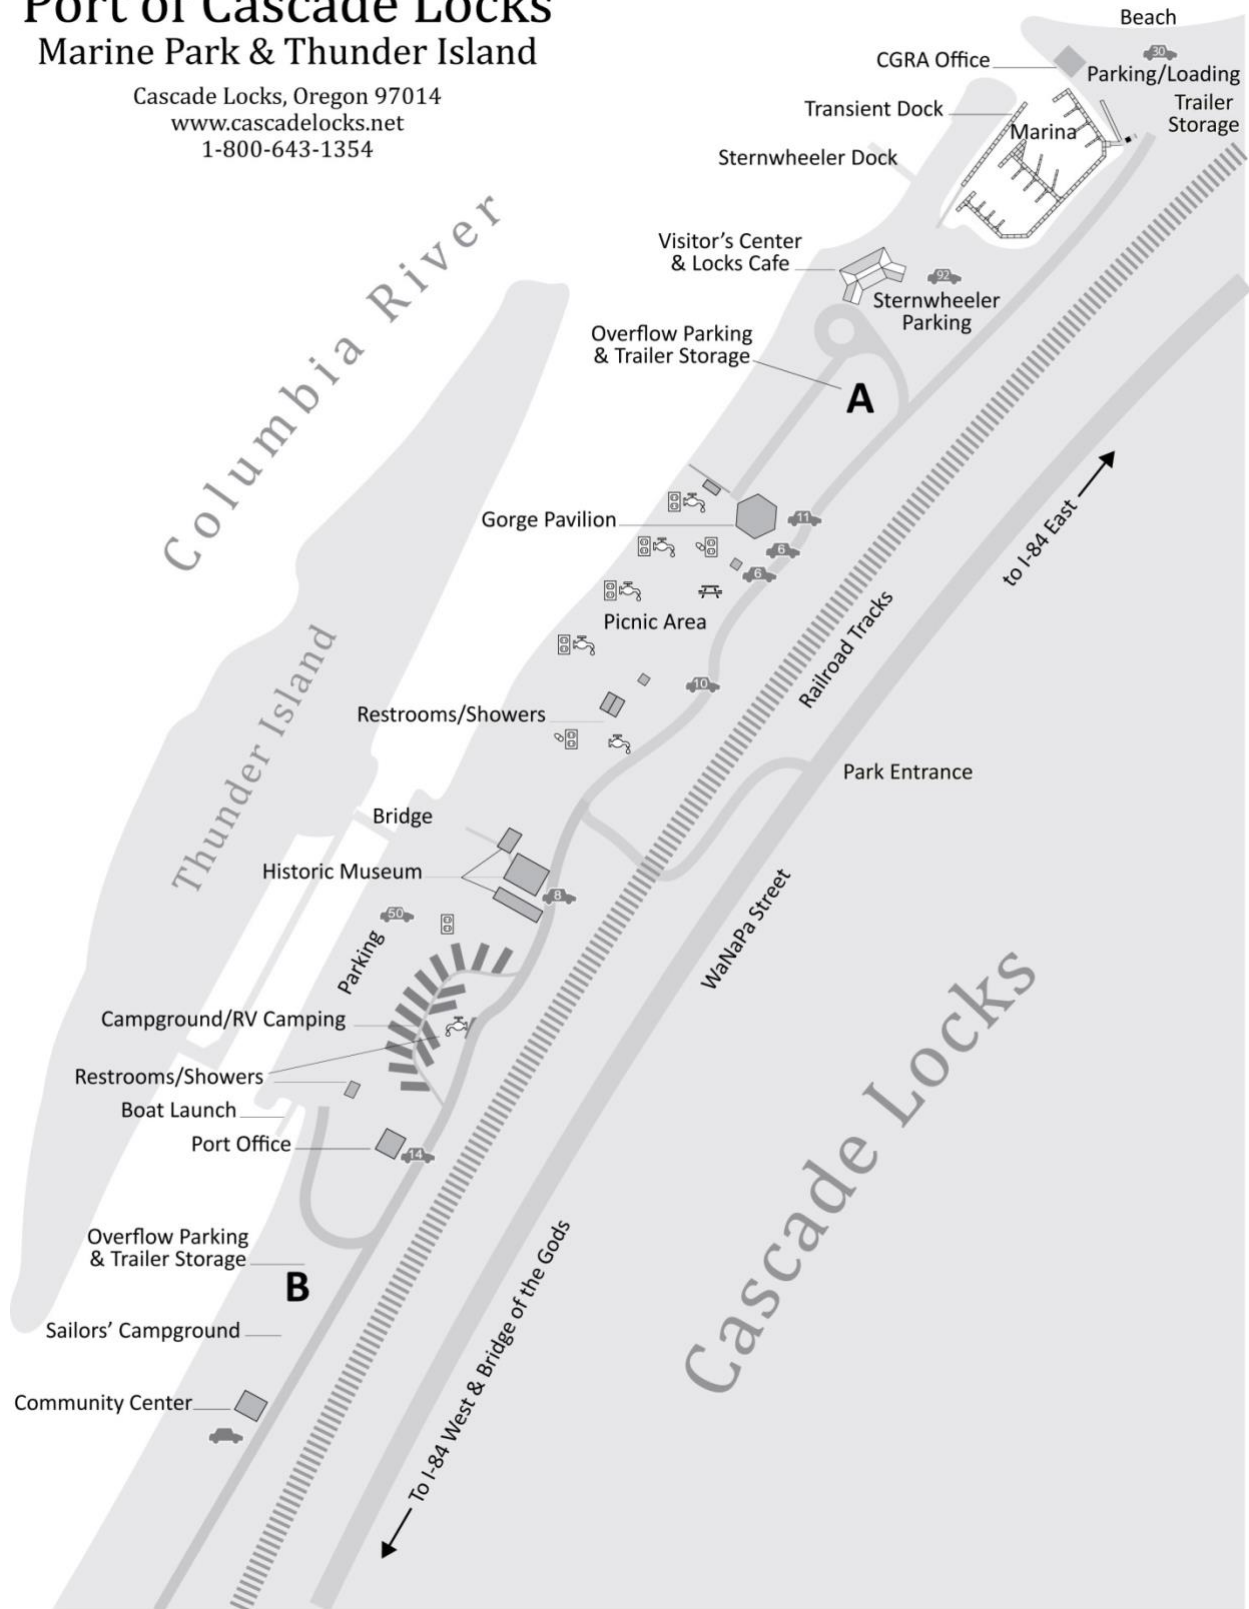 Port of Cascade Locks
Marine Park & Thunder Island
Cascade Locks, Oregon 97014
www.cascadelocks.net
1-800-643-1354
Beach
30
CGRA Office
Parking/Loading
Trailer
Storage
Transient Dock
Marina
Sternwheeler Dock
Columbia River
Visitor's Center
& Locks Cafe
92
Sternwheeler
Parking
Overflow Parking
& Trailer Storage
A
to I-84 East
Gorge Pavilion
11
6
6
Picnic Area
Railroad Tracks
10
Restrooms/Showers
Thunder Island
Park Entrance
Bridge
Historic Museum
8
50
Parking
WaNaPa Street
Campground/RV Camping
Restrooms/Showers
Boat Launch
Port Office
14
Cascade Locks
Overflow Parking
& Trailer Storage
B
Sailors' Campground
Community Center
To I-84 West & Bridge of the Gods